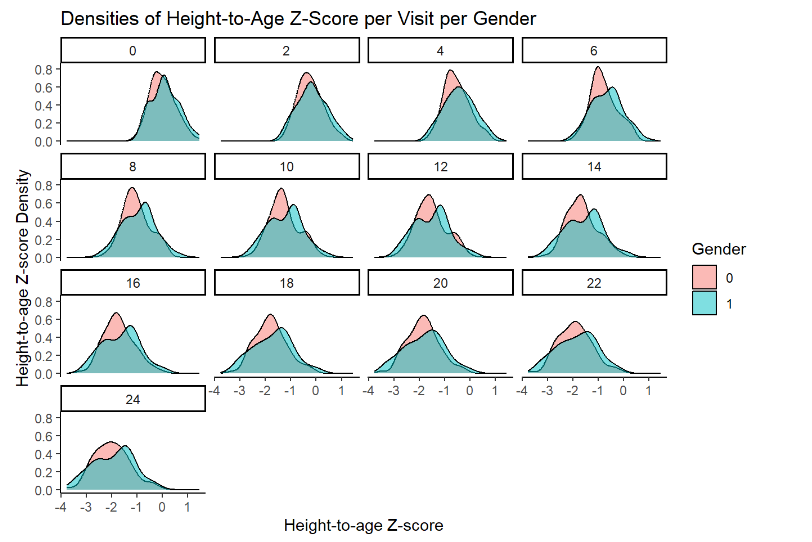 Densities of Height-to-Age Z-Score per Visit per Gender
0 2 4 6
0.8
0.6
0.4
0.2
0.0
8 10 12 14
0.8
0.6
0.4
0.2
0.0
16 18 20 22
0.8
0.6
0.4
0.2
0.0
-4 -3 -2 -1 0 1 -4 -3 -2 -1 0 1 -4 -3 -2 -1 0 1
24
0.8
0.6
0.4
0.2
0.0
-4 -3 -2 -1 0 1
Height-to-age Z-score
Height-to-age Z-score Density
Gender
0
1